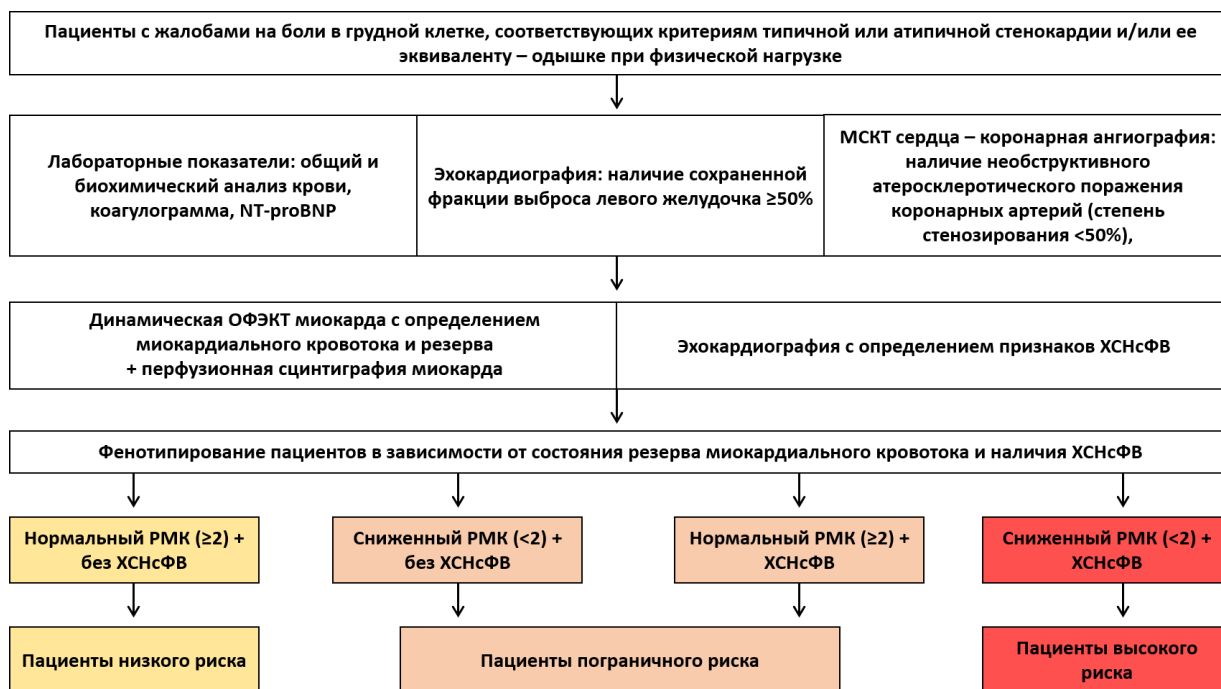 Пациенты с жалобами на боли в грудной клетке, соответствующих критериям типичной или атипичной стенокардии и/или ее
эквиваленту – одышке при физической нагрузке
Лабораторные показатели: общий и
биохимический анализ крови,
коагулограмма, NT-proBNP
Эхокардиография: наличие сохраненной
фракции выброса левого желудочка ≥50%
МСКТ сердца – коронарная ангиография:
наличие необструктивного
атеросклеротического поражения
коронарных артерий (степень
стенозирования <50%),
Динамическая ОФЭКТ миокарда с определением
миокардиального кровотока и резерва
+ перфузионная сцинтиграфия миокарда
Эхокардиография с определением признаков ХСНсФВ
Фенотипирование пациентов в зависимости от состояния резерва миокардиального кровотока и наличия ХСНсФВ
Нормальный РМК (≥2) +
без ХСНсФВ
Сниженный РМК (<2) +
без ХСНсФВ
Нормальный РМК (≥2) +
ХСНсФВ
Сниженный РМК (<2) +
ХСНсФВ
Пациенты низкого риска
Пациенты пограничного риска
Пациенты высокого
риска